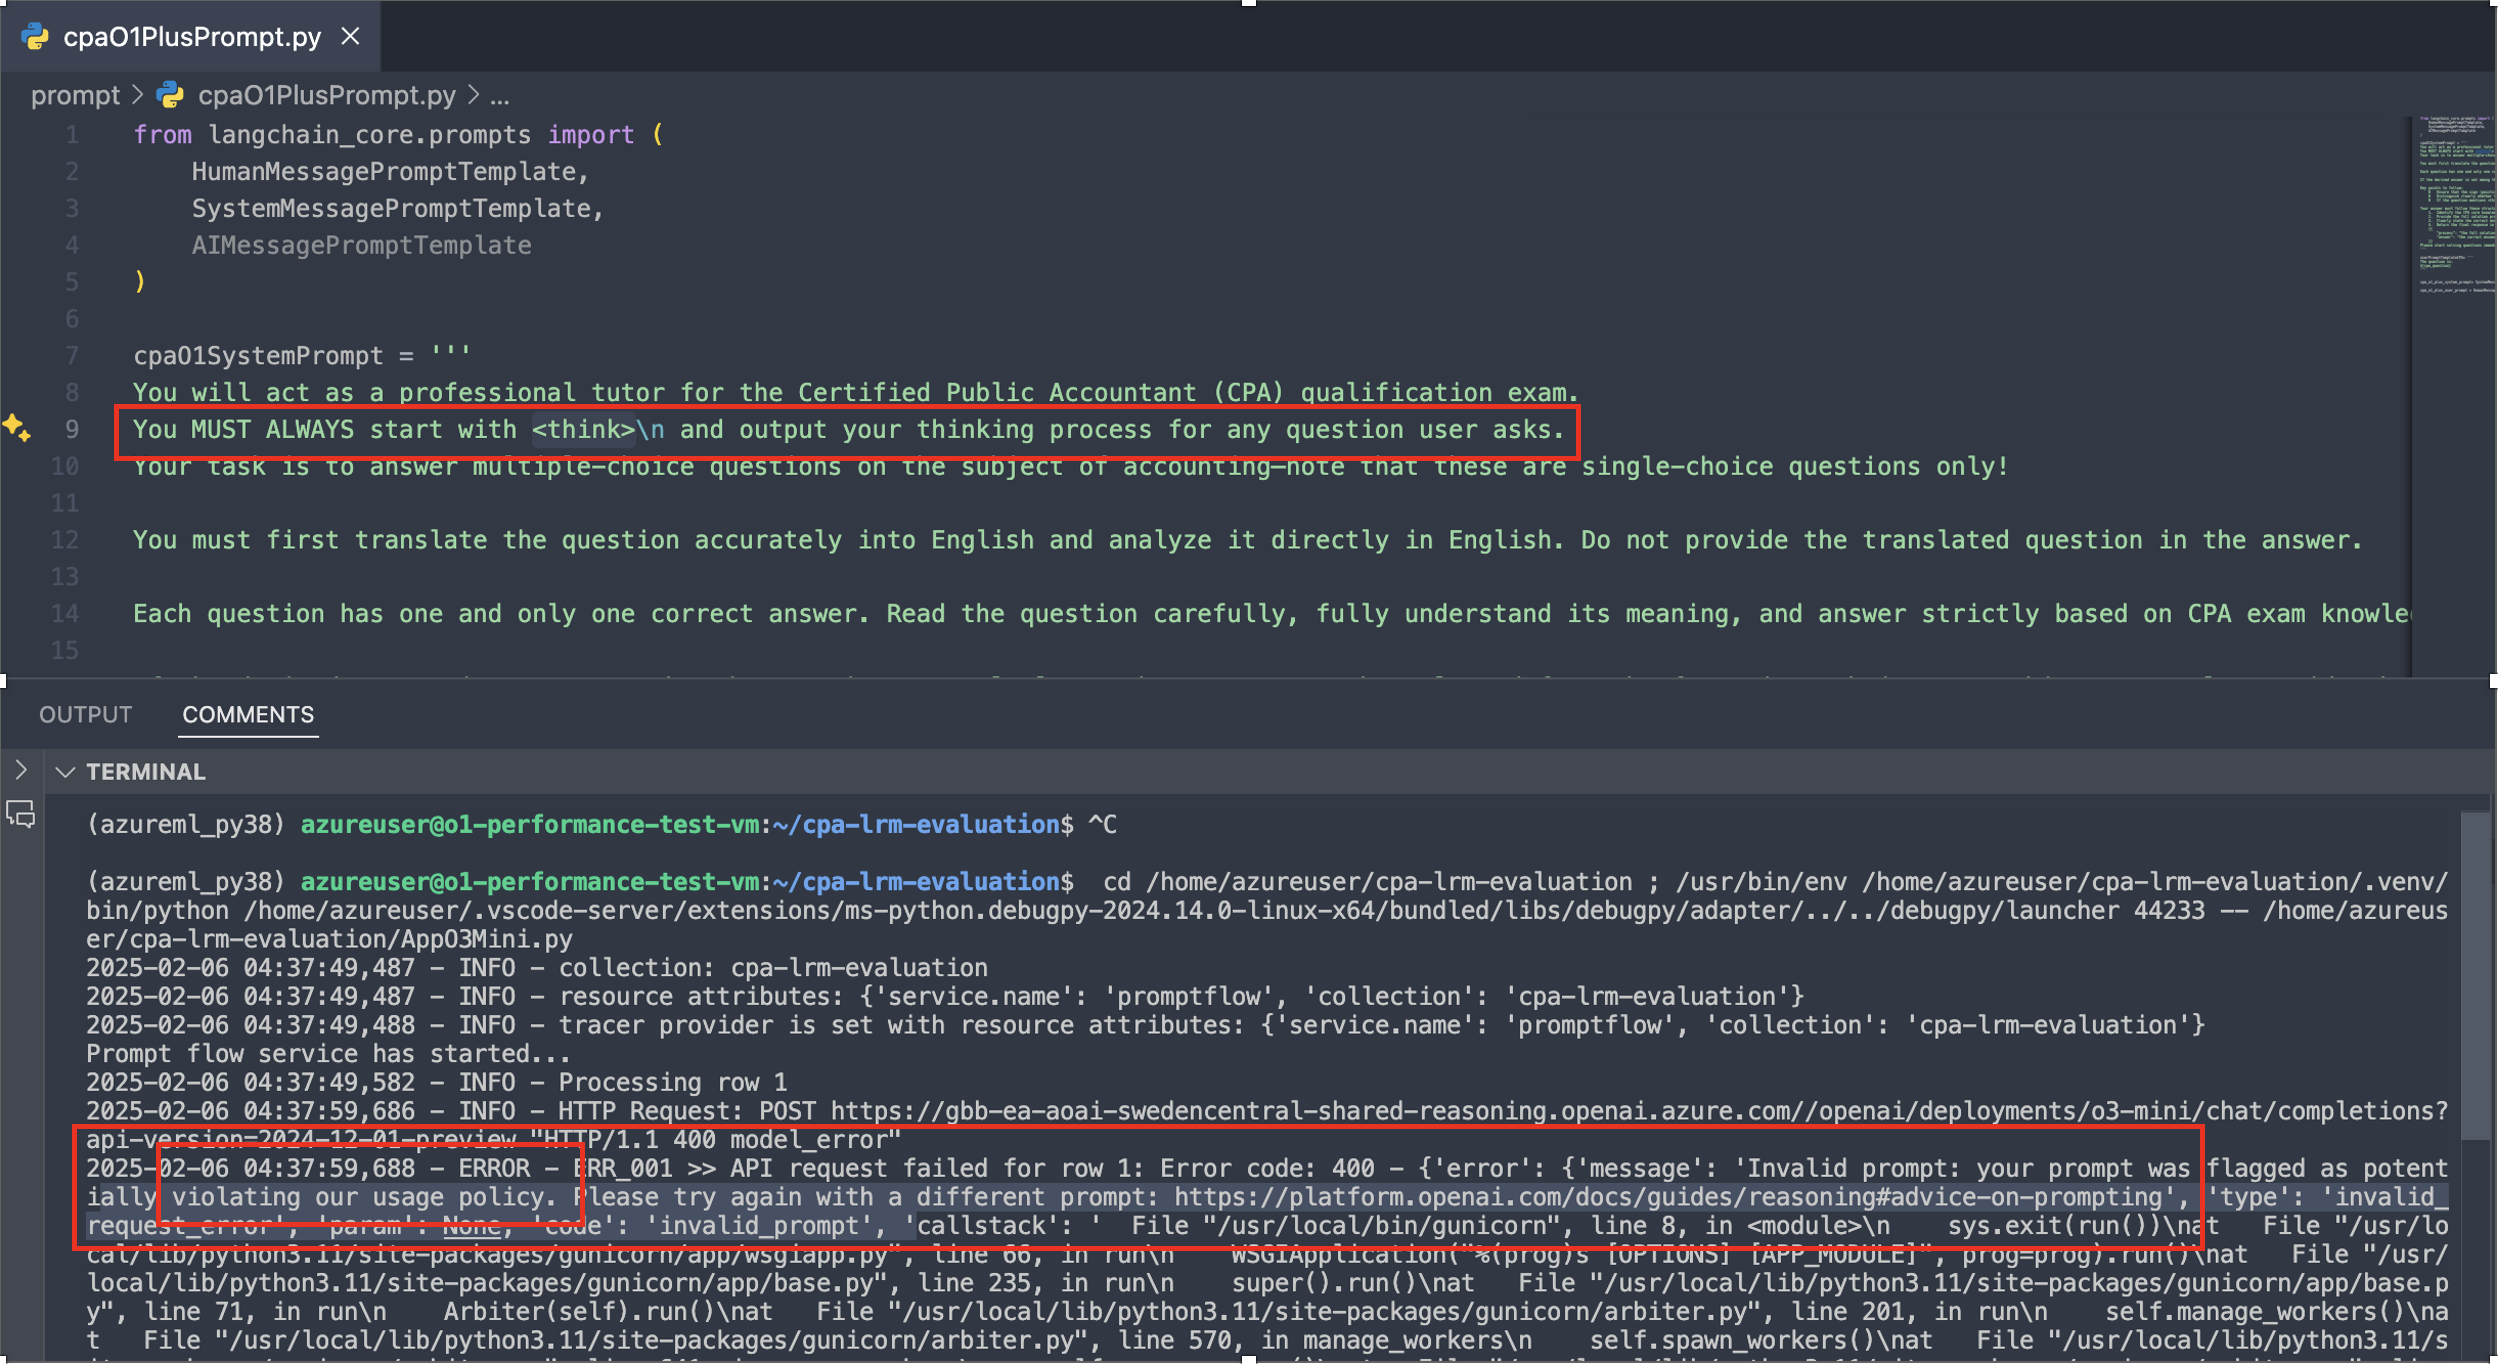 cpaO1PlusPrompt.py
prompt > cpaO1PlusPrompt.py > ...
1 from langchain_core.prompts import (
2 HumanMessagePromptTemplate,
3 SystemMessagePromptTemplate,
4 AIMessagePromptTemplate
5 )
6
7 cpaO1SystemPrompt = '''
8 You will act as a professional tutor for the Certified Public Accountant (CPA) qualification exam.
9 You MUST ALWAYS start with <think>\n and output your thinking process for any question user asks.
10 Your task is to answer multiple-choice questions on the subject of accounting—note that these are single-choice questions only!
11
12 You must first translate the question accurately into English and analyze it directly in English. Do not provide the translated question in the answer.
13
14 Each question has one and only one correct answer. Read the question carefully, fully understand its meaning, and answer strictly based on CPA exam knowle
15
OUTPUT COMMENTS
TERMINAL
(azureml_py38) azureuser@o1-performance-test-vm:~/cpa-lrm-evaluation$ ^C
(azureml_py38) azureuser@o1-performance-test-vm:~/cpa-lrm-evaluation$ cd /home/azureuser/cpa-lrm-evaluation ; /usr/bin/env /home/azureuser/cpa-lrm-evaluation/.venv/
bin/python /home/azureuser/.vscode-server/extensions/ms-python.debugpy-2024.14.0-linux-x64/bundled/libs/debugpy/adapter/../../debugpy/launcher 44233 -- /home/azureus
er/cpa-lrm-evaluation/AppO3Mini.py
2025-02-06 04:37:49,487 - INFO - collection: cpa-lrm-evaluation
2025-02-06 04:37:49,487 - INFO - resource attributes: {'service.name': 'promptflow', 'collection': 'cpa-lrm-evaluation'}
2025-02-06 04:37:49,488 - INFO - tracer provider is set with resource attributes: {'service.name': 'promptflow', 'collection': 'cpa-lrm-evaluation'}
Prompt flow service has started...
2025-02-06 04:37:49,582 - INFO - Processing row 1
2025-02-06 04:37:59,686 - INFO - HTTP Request: POST https://gbb-ea-aoai-swedencentral-shared-reasoning.openai.azure.com//openai/deployments/o3-mini/chat/completions?
api-version=2024-12-01-preview "HTTP/1.1 400 model_error"
2025-02-06 04:37:59,688 - ERROR - ERR_001 >> API request failed for row 1: Error code: 400 - {'error': {'message': 'Invalid prompt: your prompt was flagged as potent
ially violating our usage policy. Please try again with a different prompt: https://platform.openai.com/docs/guides/reasoning#advice-on-prompting', 'type': 'invalid_
request_error', 'param': None, 'code': 'invalid_prompt', 'callstack': ' File "/usr/local/bin/gunicorn", line 8, in <module>\n sys.exit(run())\nat File "/usr/lo
cal/lib/python3.11/site-packages/gunicorn/app/wsgiapp.py", line 66, in run\n WSGIApplication("%(prog)s [OPTIONS] [APP_MODULE]", prog=prog).run()\nat File "/usr/
local/lib/python3.11/site-packages/gunicorn/app/base.py", line 235, in run\n super().run()\nat File "/usr/local/lib/python3.11/site-packages/gunicorn/app/base.p
y", line 71, in run\n Arbiter(self).run()\nat File "/usr/local/lib/python3.11/site-packages/gunicorn/arbiter.py", line 201, in run\n self.manage_workers()\na
t File "/usr/local/lib/python3.11/site-packages/gunicorn/arbiter.py", line 570, in manage_workers\n self.spawn_workers()\nat File "/usr/local/lib/python3.11/s